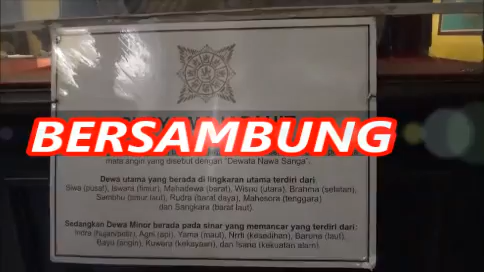 BERSAMBUNG
mata angin yang disebut dengan "Dewata Nawa Sanga".
Dewa utama yang berada di lingkaran utama terdiri dari:
Siwa (pusat), Iswara (timur), Mahadewa (barat), Wisnu (utara), Brahma (selatan),
Sambhu (timur laut), Rudra (barat daya), Mahesora (tenggara)
dan Sangkara (barat laut).
Sedangkan Dewa Minor berada pada sinar yang memancar yang terdiri dari:
Indra (hujan/petir), Agni (api), Yama (maut), Nrrti (kesedihan), Baruna (laut),
Bayu (angin), Kuwera (kekayaan), dan Isana (kekuatan alam)